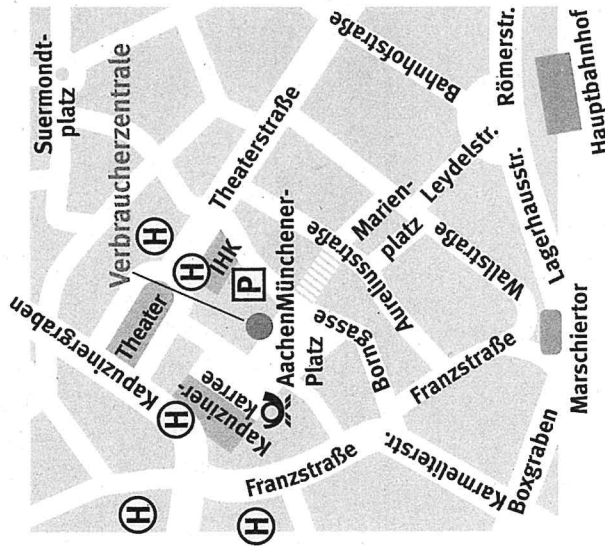 Suermondt-
platz
Verbraucherzentrale
Kapuzinergraben
Theater
Theaterstraße
H
H
H
H
H
IHK
P
Kapuziner-
karree
AachenMünchener-
Platz
Borngasse
Aureliusstraße
Marien-
platz
Leydelstr.
Wallstraße
Bahnhofstraße
Römerstr.
Hauptbahnhof
Lagerhausstr.
Marschiertor
Franzstraße
Franzstraße
Karmeliterstr.
Boxgraben